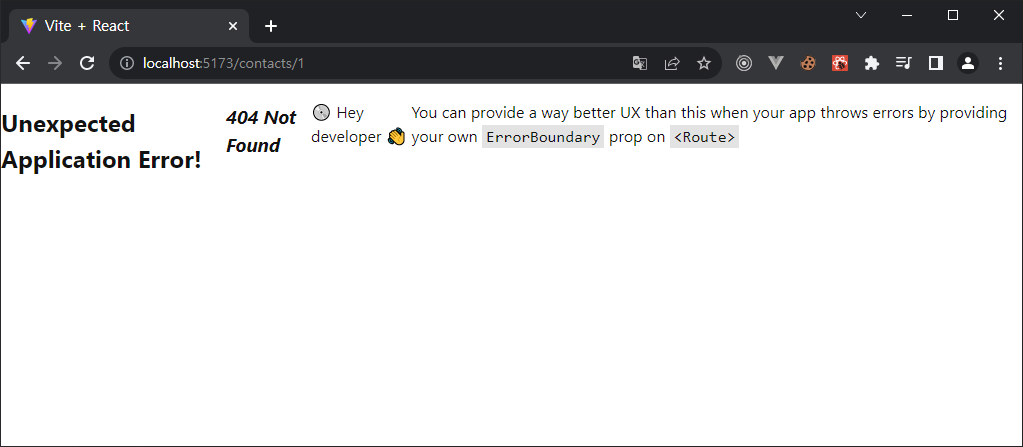 Vite + React
localhost:5173/contacts/1
Unexpected
Application Error!
404 Not
Found
💿 Hey
developer 👋
You can provide a way better UX than this when your app throws errors by providing
your own ErrorBoundary prop on <Route>